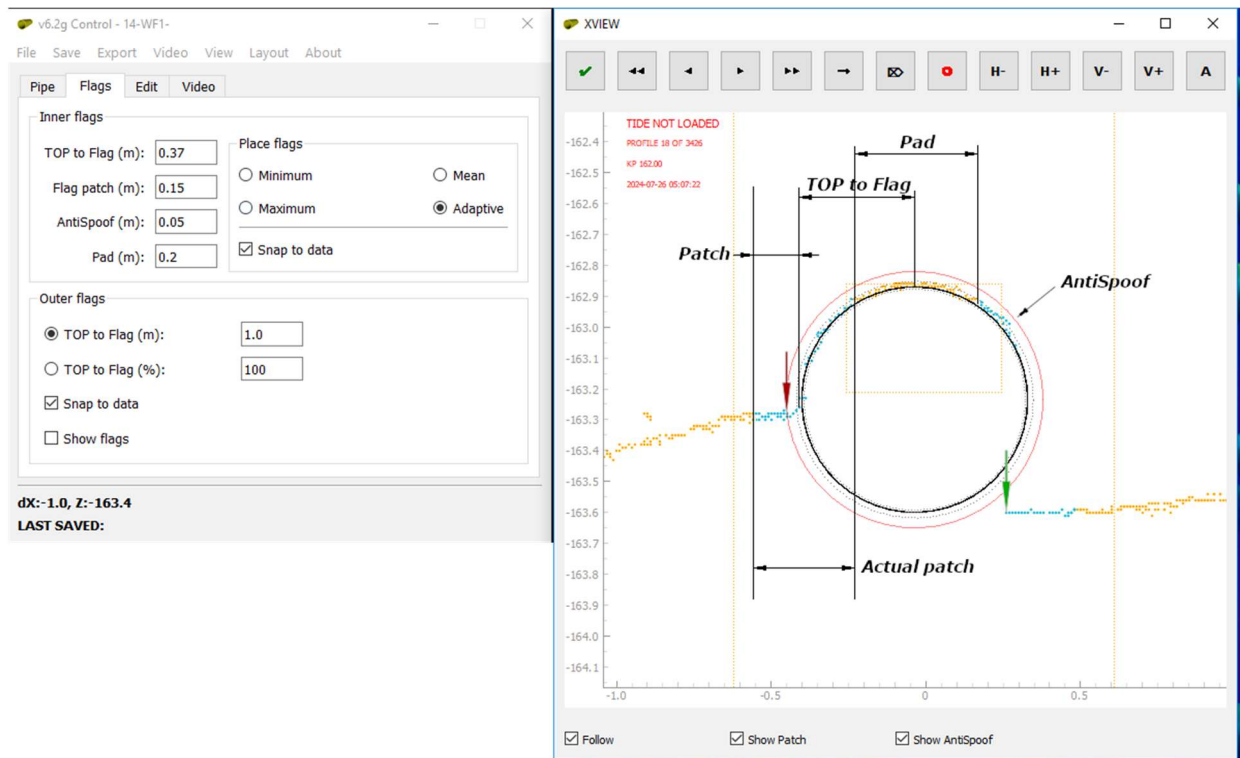 v6.2g Control - 14-WF1-
File Save Export Video View Layout About
Pipe Flags Edit Video
Inner flags
TOP to Flag (m): 0.37
Flag patch (m): 0.15
AntiSpoof (m): 0.05
Pad (m): 0.2
Place flags
Minimum Mean
Maximum Adaptive
Snap to data
Outer flags
TOP to Flag (m): 1.0
TOP to Flag (%): 100
Snap to data
Show flags
dX:-1.0, Z:-163.4
LAST SAVED:
XVIEW
H- H+ V- V+ A
TIDE NOT LOADED
PROFILE 18 OF 3426
KP 162.00
2024-07-26 05:07:22
Pad
TOP to Flag
Patch
AntiSpoof
Actual patch
-162.4
-162.5
-162.6
-162.7
-162.8
-162.9
-163.0
-163.1
-163.2
-163.3
-163.4
-163.5
-163.6
-163.7
-163.8
-163.9
-164.0
-164.1
-1.0 -0.5 0 0.5
Follow Show Patch Show AntiSpoof